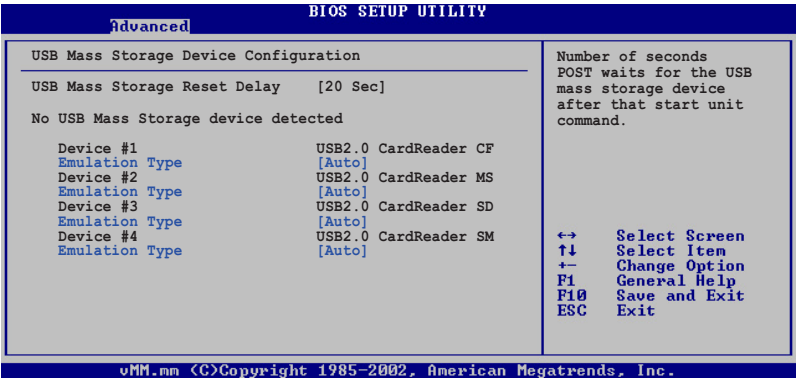 BIOS SETUP UTILITY
Advanced
USB Mass Storage Device Configuration
USB Mass Storage Reset Delay [20 Sec]
No USB Mass Storage device detected
Device #1 USB2.0 CardReader CF
Emulation Type [Auto]
Device #2 USB2.0 CardReader MS
Emulation Type [Auto]
Device #3 USB2.0 CardReader SD
Emulation Type [Auto]
Device #4 USB2.0 CardReader SM
Emulation Type [Auto]
Number of seconds
POST waits for the USB
mass storage device
after that start unit
command.
←→ Select Screen
↑↓ Select Item
+- Change Option
F1 General Help
F10 Save and Exit
ESC Exit
vMM.mm (C)Copyright 1985-2002, American Megatrends, Inc.